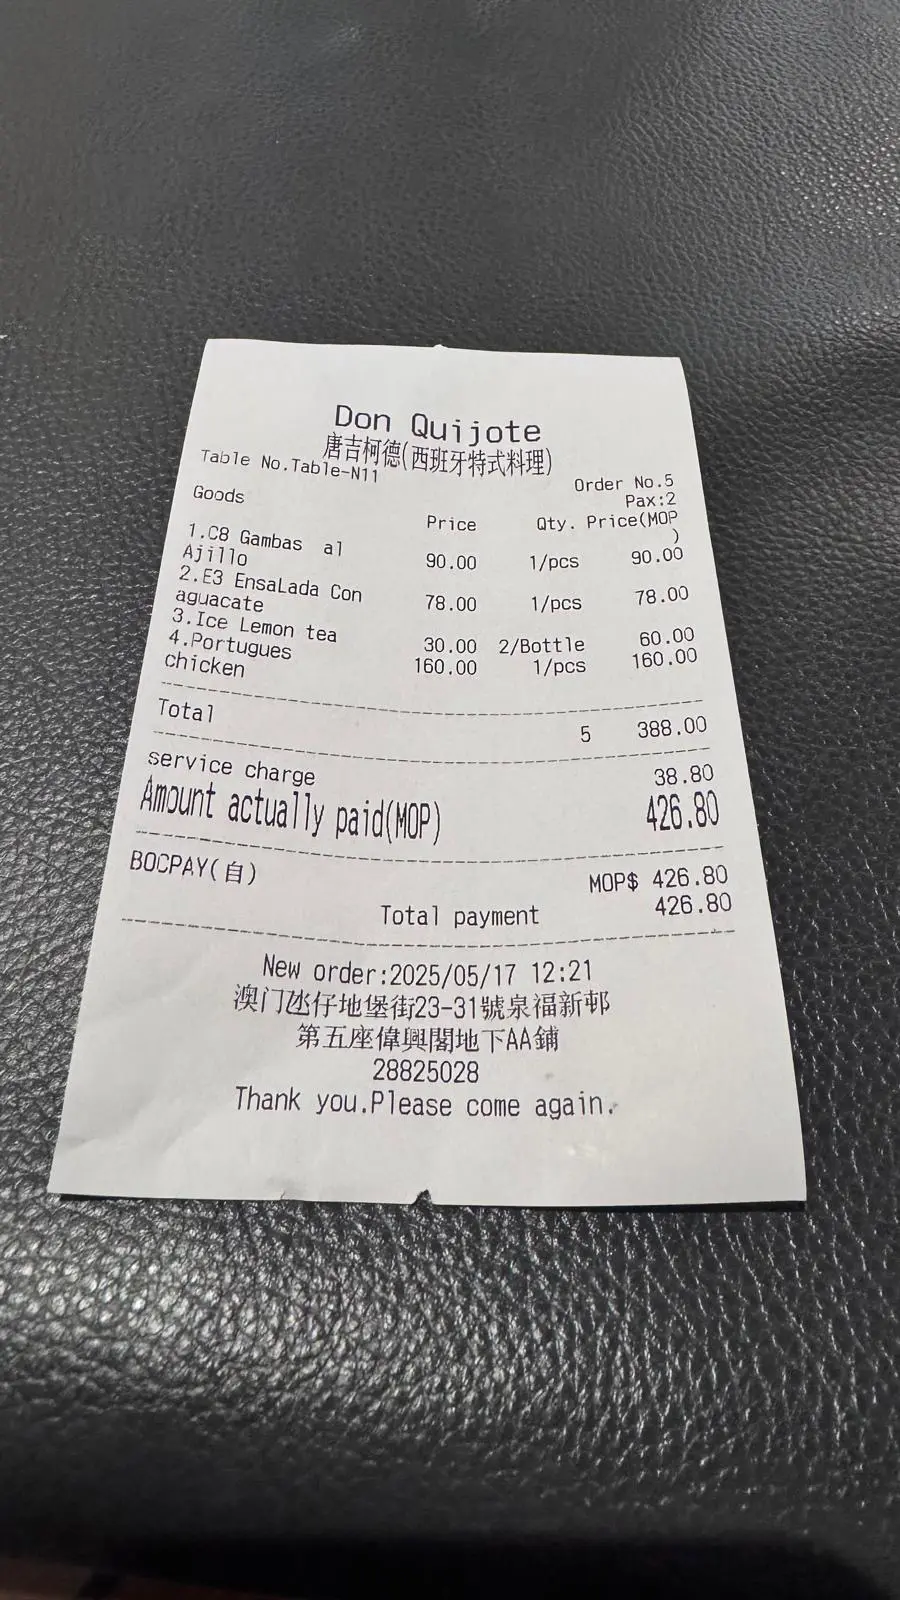 Don Quijote
唐吉柯德(西班牙特式料理)
Table No.Table-N11
Order No.5
Pax:2
Goods Price Qty. Price(MOP
)
1.C8 Gambas al
Ajillo 90.00 1/pcs 90.00
2.E3 EnsaLada Con
aguacate 78.00 1/pcs 78.00
3.Ice Lemon tea 30.00 2/Bottle 60.00
4.Portugues
chicken 160.00 1/pcs 160.00
Total 5 388.00
service charge 38.80
Amount actually paid(MOP) 426.80
BOCPAY(自) MOP$ 426.80
Total payment 426.80
New order:2025/05/17 12:21
澳门氹仔地堡街23-31號泉福新邨
第五座偉興閣地下AA鋪
28825028
Thank you.Please come again.